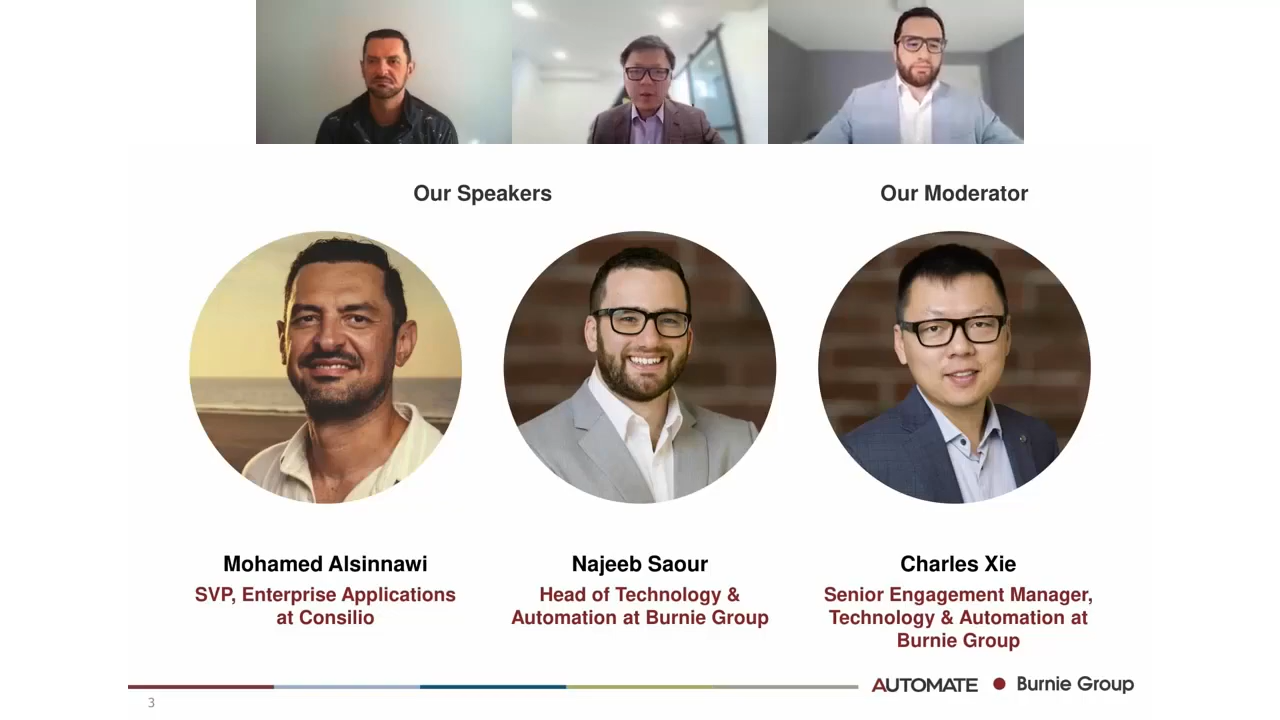 Our Speakers
Our Moderator
Mohamed Alsinnawi
SVP, Enterprise Applications
at Consilio
Najeeb Saour
Head of Technology &
Automation at Burnie Group
Charles Xie
Senior Engagement Manager,
Technology & Automation at
Burnie Group
3
AUTOMATE
Burnie Group